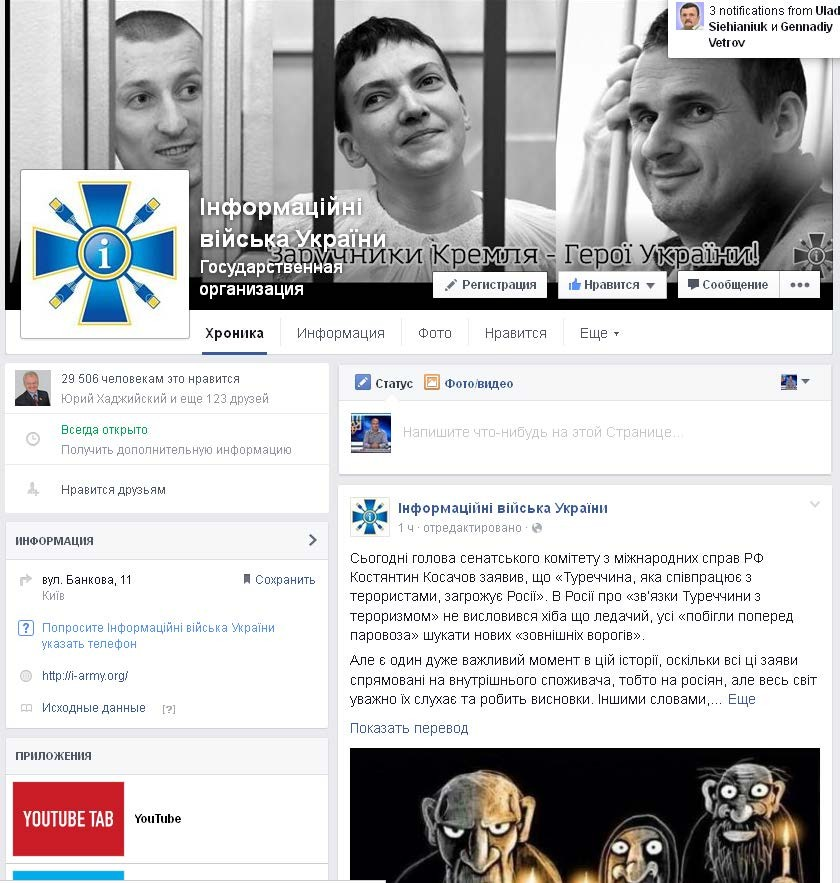 3 notifications from Ulad
Siehianiuk и Gennadiy
Vetrov
Інформаційні
війська України
Государственная
организация
Заручники Кремля - Герої України!
Регистрация
Нравится
Сообщение
Хроника
Информация
Фото
Нравится
Еще
29 506 человекам это нравится
Юрий Хаджийский и еще 123 друзей
Всегда открыто
Получить дополнительную информацию
Нравится друзьям
ИНФОРМАЦИЯ
вул. Банкова, 11
Сохранить
Київ
Попросите Інформаційні війська України
указать телефон
http://i-army.org/
Исходные данные [?]
ПРИЛОЖЕНИЯ
YOUTUBE TAB
YouTube
Статус
Фото/видео
Напишите что-нибудь на этой Странице...
Інформаційні війська України
1 ч · отредактировано ·
Сьогодні голова сенатського комітету з міжнародних справ РФ
Костянтин Косачов заявив, що «Туреччина, яка співпрацює з
терористами, загрожує Росії». В Росії про «зв'язки Туреччини з
тероризмом» не висловився хіба що ледачий, усі «побігли поперед
паровоза» шукати нових «зовнішніх ворогів».
Але є один дуже важливий момент в цій історії, оскільки всі ці заяви
спрямовані на внутрішнього споживача, тобто на росіян, але весь світ
уважно їх слухає та робить висновки. Іншими словами,... Еще
Показать перевод